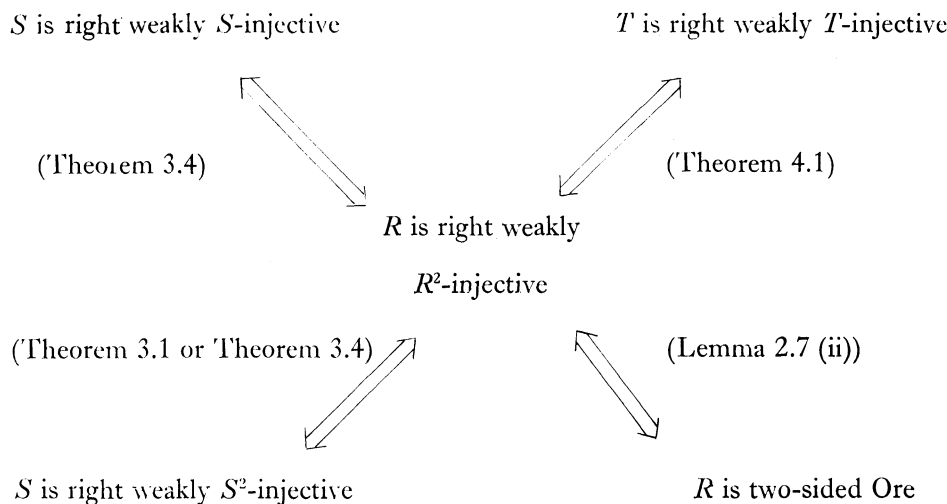 S is right weakly S-injective
T is right weakly T-injective
(Theorem 3.4)
(Theorem 4.1)
R is right weakly
R²-injective
(Theorem 3.1 or Theorem 3.4)
(Lemma 2.7 (ii))
S is right weakly S²-injective
R is two-sided Ore